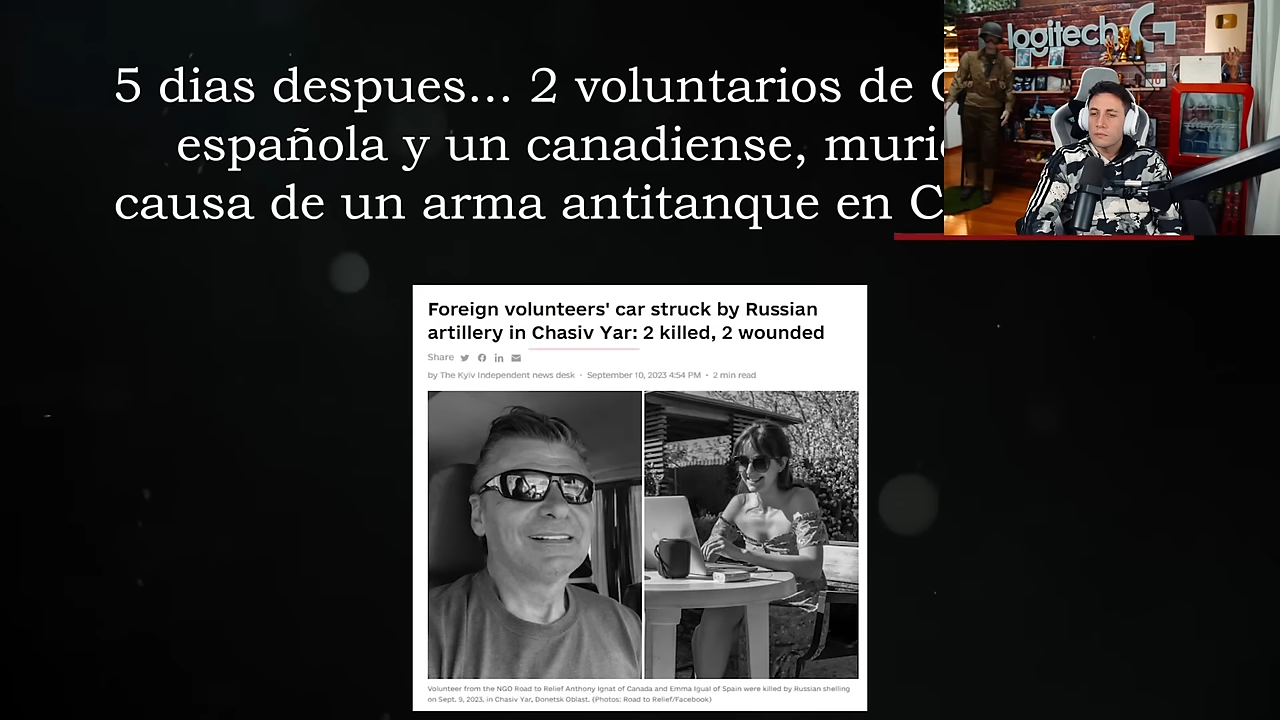 5 dias despues... 2 voluntarios de
española y un canadiense,
causa de un arma antitanque en
logitech G
Foreign volunteers' car struck by Russian
artillery in Chasiv Yar: 2 killed, 2 wounded
Share
by The Kyiv Independent news desk · September 10, 2023 4:54 PM · 2 min read
Volunteer from the NGO Road to Relief Anthony Ignat of Canada and Emma Igual of Spain were killed by Russian shelling
on Sept. 9, 2023, in Chasiv Yar, Donetsk Oblast. (Photos: Road to Relief/Facebook)